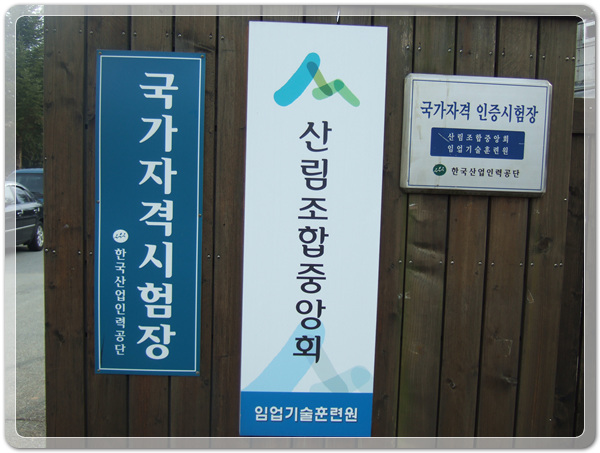 국가자격시험장
한국산업인력공단
산림조합중앙회
임업기술훈련원
국가자격 인증시험장
산림조합중앙회
임업기술훈련원
한국산업인력공단